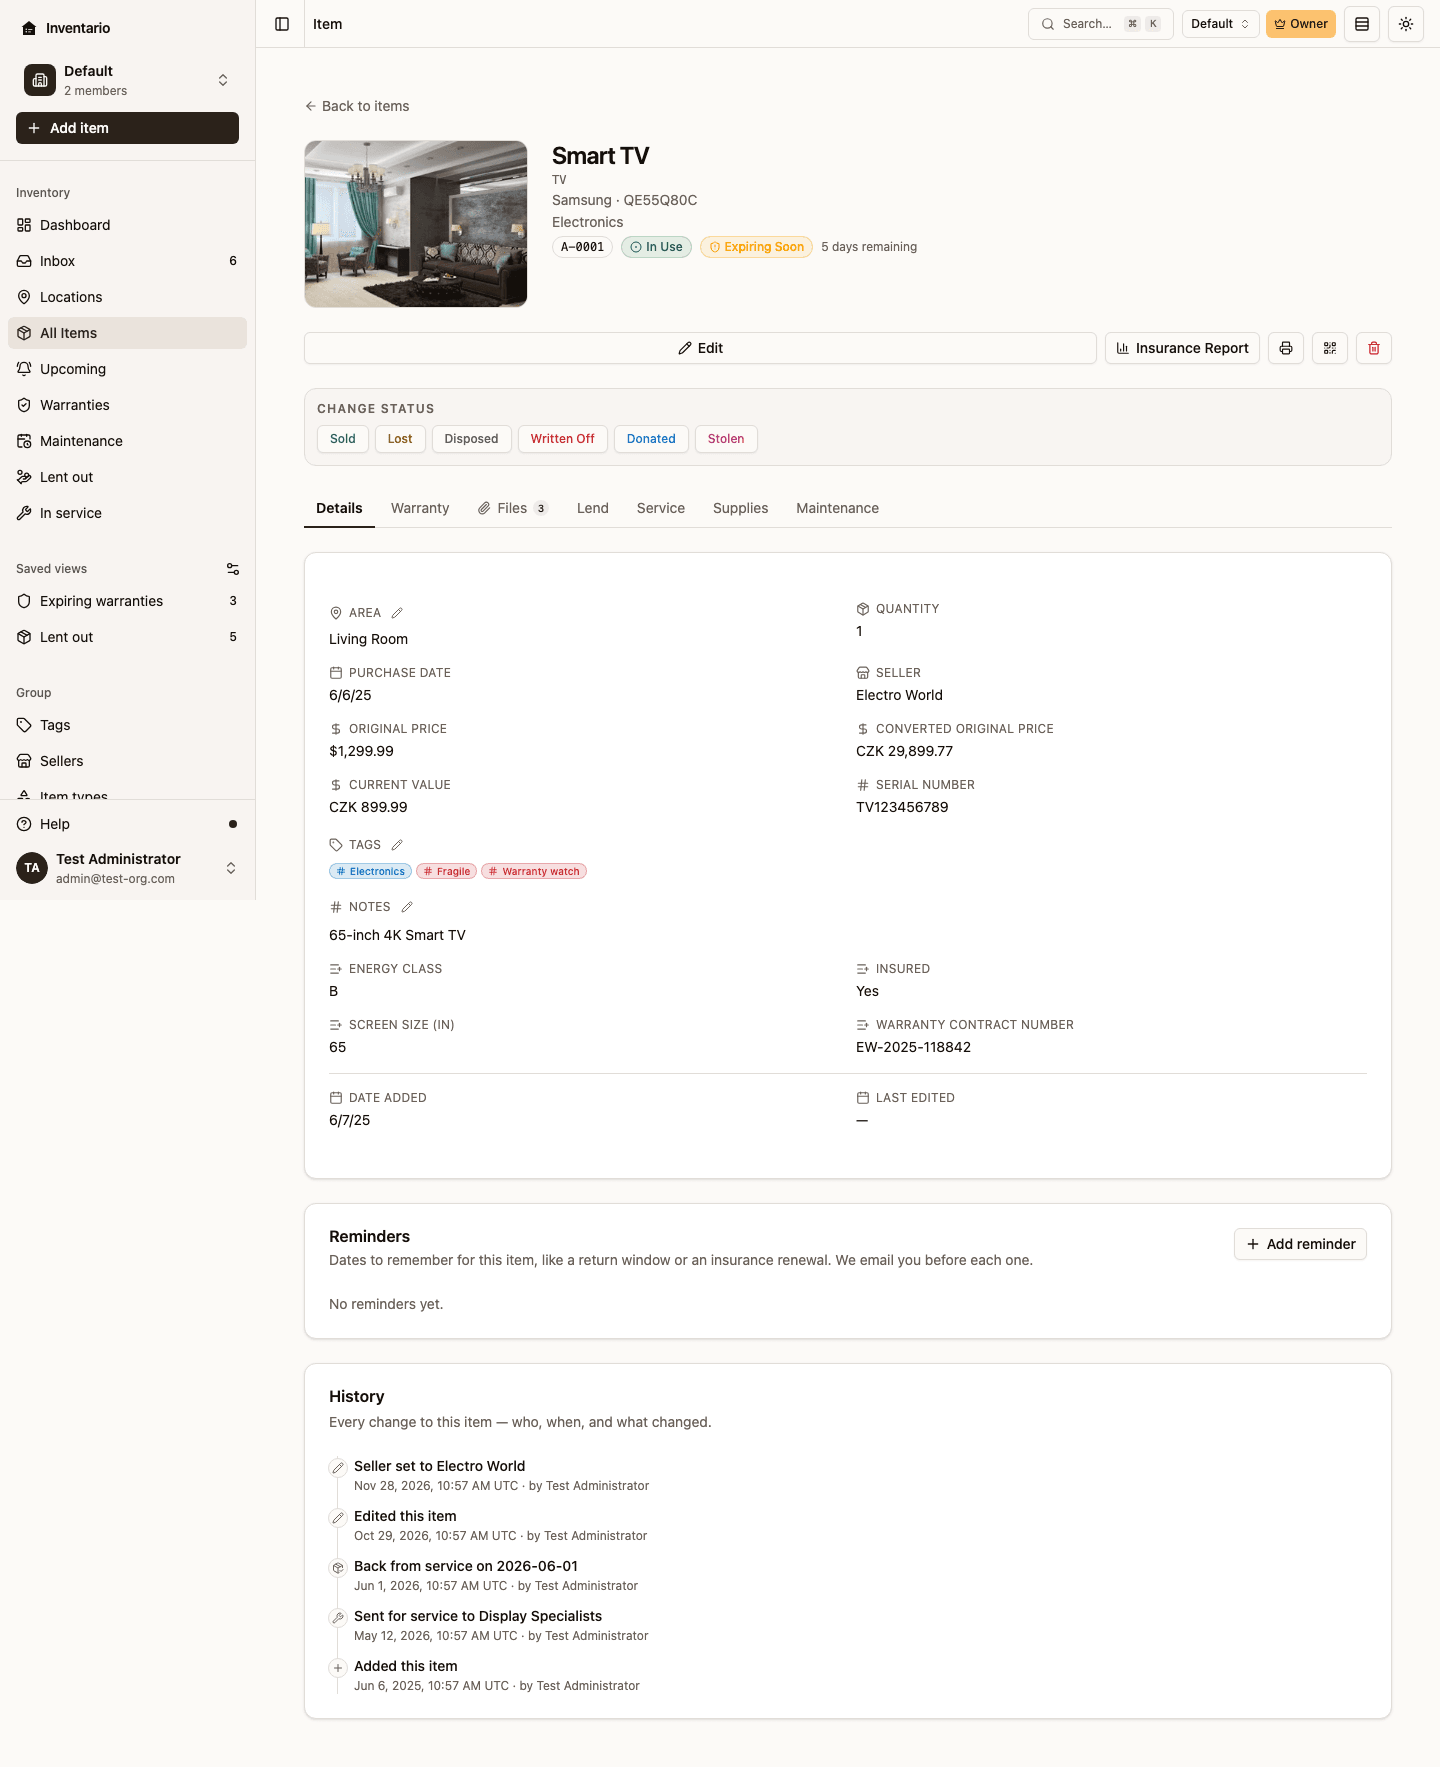 Inventario
Default
2 members
Add item
Inventory
Dashboard
Inbox 6
Locations
All Items
Upcoming
Warranties
Maintenance
Lent out
In service
Saved views
Expiring warranties 3
Lent out 5
Group
Tags
Sellers
Item types
Help
TA
Test Administrator
admin@test-org.com
Item
Search... ⌘ K
Default
Owner
Back to items
Smart TV
TV
Samsung · QE55Q80C
Electronics
A-0001 In Use Expiring Soon 5 days remaining
Edit
Insurance Report
CHANGE STATUS
Sold Lost Disposed Written Off Donated Stolen
Details Warranty Files 3 Lend Service Supplies Maintenance
AREA
Living Room
QUANTITY
1
PURCHASE DATE
6/6/25
SELLER
Electro World
ORIGINAL PRICE
$1,299.99
CONVERTED ORIGINAL PRICE
CZK 29,899.77
CURRENT VALUE
CZK 899.99
SERIAL NUMBER
TV123456789
TAGS
# Electronics # Fragile # Warranty watch
NOTES
65-inch 4K Smart TV
ENERGY CLASS
B
INSURED
Yes
SCREEN SIZE (IN)
65
WARRANTY CONTRACT NUMBER
EW-2025-118842
DATE ADDED
6/7/25
LAST EDITED
—
Reminders
Dates to remember for this item, like a return window or an insurance renewal. We email you before each one.
Add reminder
No reminders yet.
History
Every change to this item — who, when, and what changed.
Seller set to Electro World
Nov 28, 2026, 10:57 AM UTC · by Test Administrator
Edited this item
Oct 29, 2026, 10:57 AM UTC · by Test Administrator
Back from service on 2026-06-01
Jun 1, 2026, 10:57 AM UTC · by Test Administrator
Sent for service to Display Specialists
May 12, 2026, 10:57 AM UTC · by Test Administrator
Added this item
Jun 6, 2025, 10:57 AM UTC · by Test Administrator